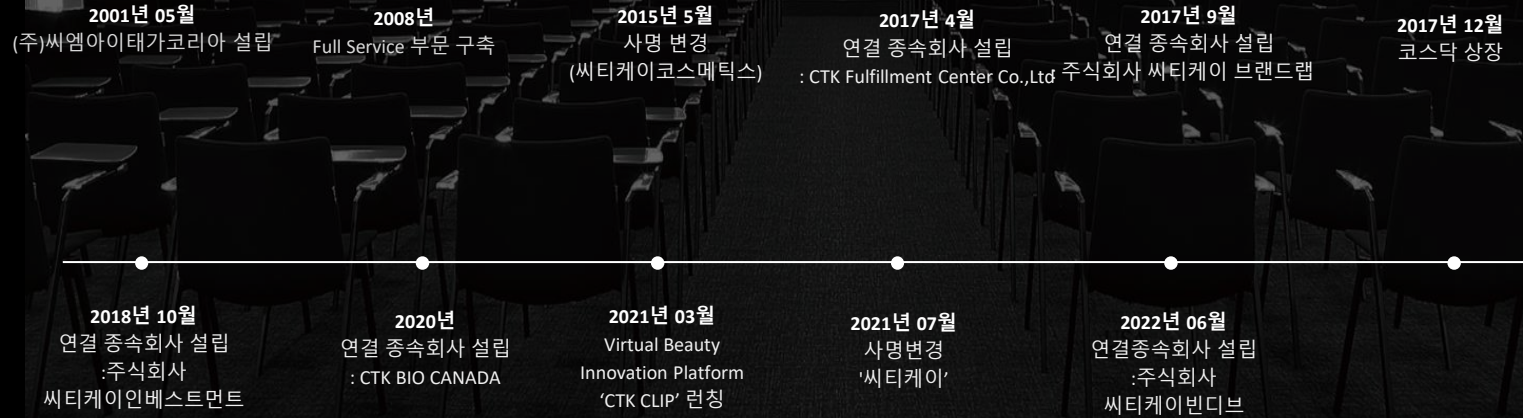 2001년 05월
(주)씨엠아이태가코리아 설립
2008년
Full Service 부문 구축
2015년 5월
사명 변경
(씨티케이코스메틱스)
2017년 4월
연결 종속회사 설립
: CTK Fulfillment Center Co.,Ltd
2017년 9월
연결 종속회사 설립
: 주식회사 씨티케이 브랜드랩
2017년 12월
코스닥 상장
2018년 10월
연결 종속회사 설립
:주식회사
씨티케이인베스트먼트
2020년
연결 종속회사 설립
: CTK BIO CANADA
2021년 03월
Virtual Beauty
Innovation Platform
‘CTK CLIP’ 런칭
2021년 07월
사명변경
'씨티케이’
2022년 06월
연결종속회사 설립
:주식회사
씨티케이빈디브